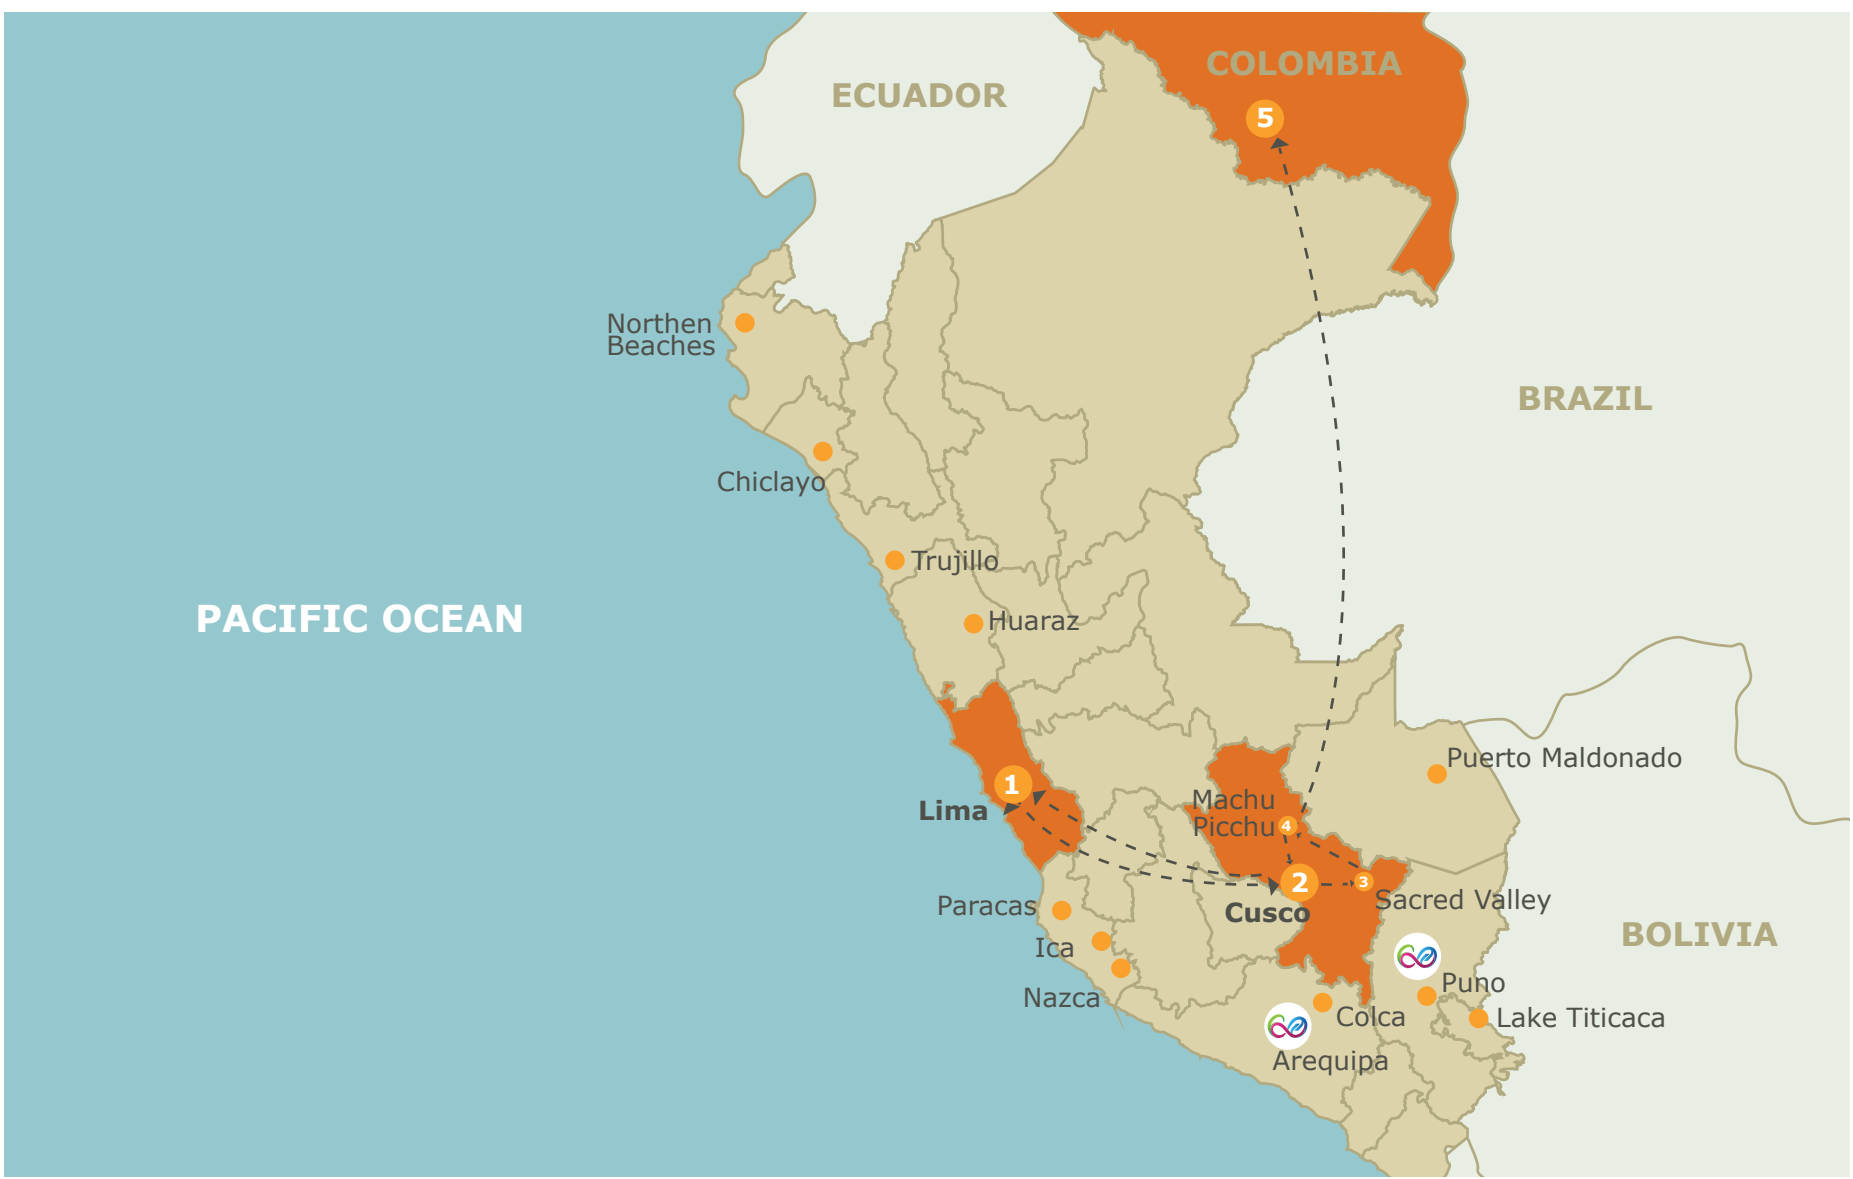 COLOMBIA
ECUADOR
5
Northen
Beaches
BRAZIL
Chiclayo
Trujillo
PACIFIC OCEAN
Huaraz
Puerto Maldonado
1
Lima
Machu
Picchu
4
2
3
Cusco
Sacred Valley
Paracas
BOLIVIA
Ica
Puno
Nazca
Colca
Lake Titicaca
Arequipa